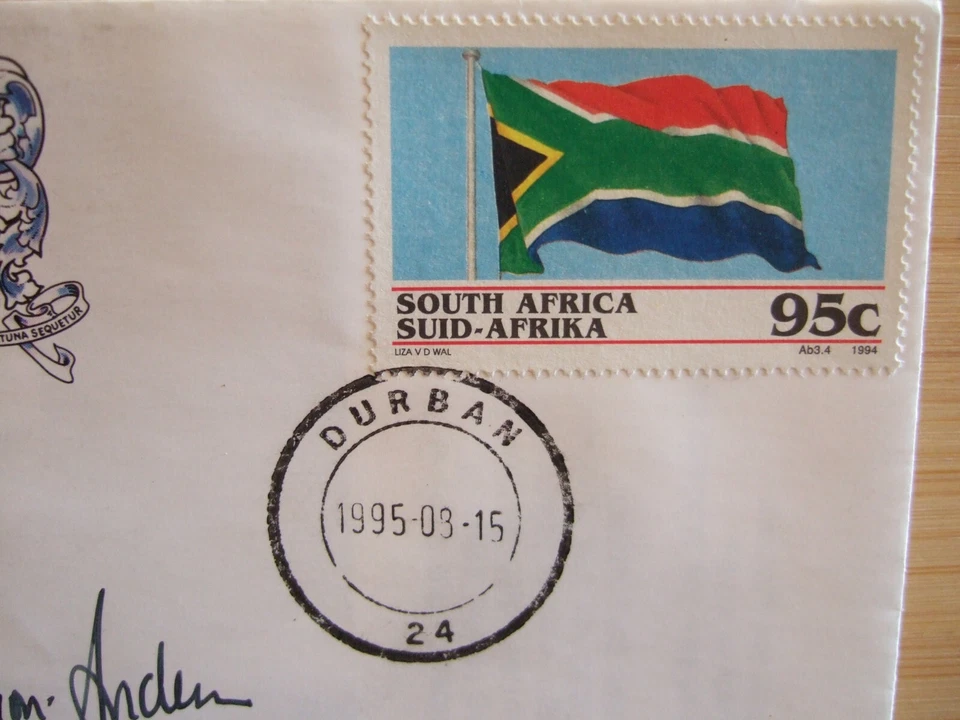 SOUTH AFRICA
SUID-AFRIKA
95c
LIZA V D WAL
Ab3.4 1994
TUNA SEQUETUR
DURBAN
1995-08-15
24